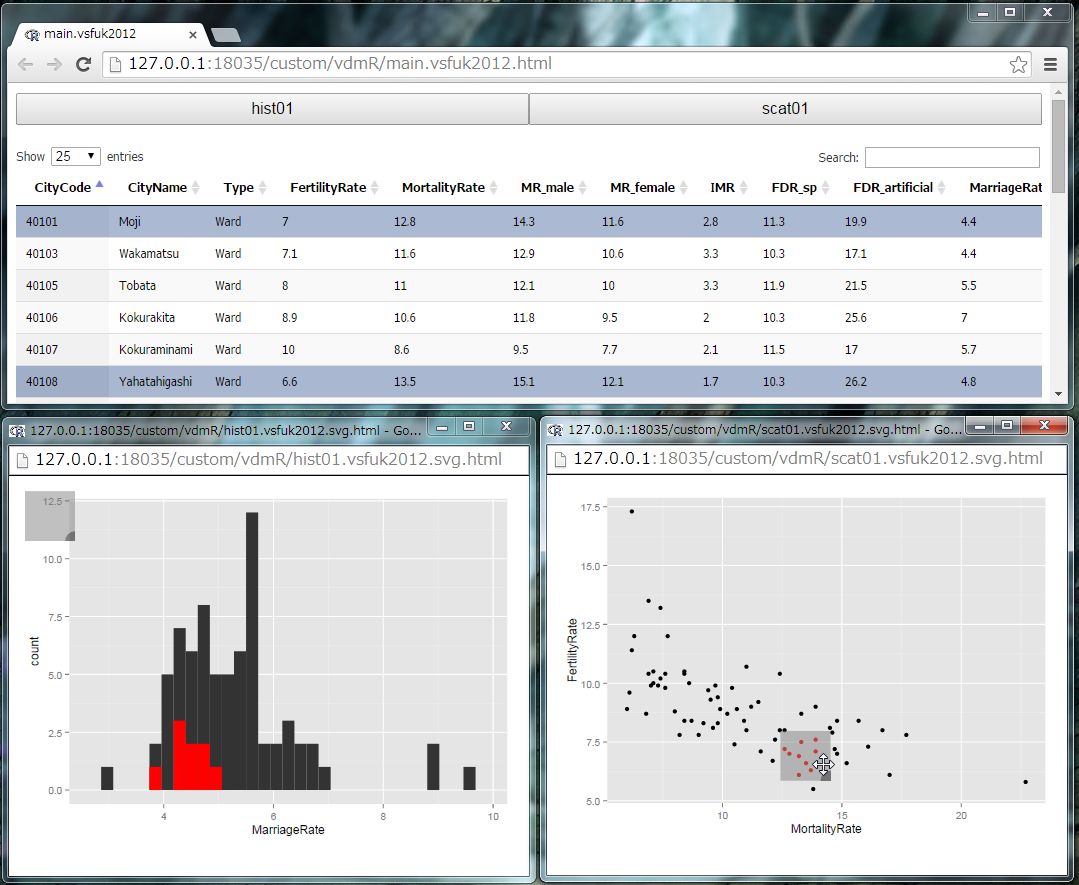 main.vsfuk2012
127.0.0.1:18035/custom/vdmR/main.vsfuk2012.html
hist01 scat01
Show 25 entries Search:
CityCode CityName Type FertilityRate MortalityRate MR_male MR_female IMR FDR_sp FDR_artificial MarriageRat
40101 Moji Ward 7 12.8 14.3 11.6 2.8 11.3 19.9 4.4
40103 Wakamatsu Ward 7.1 11.6 12.9 10.6 3.3 10.3 17.1 4.4
40105 Tobata Ward 8 11 12.1 10 3.3 11.9 21.5 5.5
40106 Kokurakita Ward 8.9 10.6 11.8 9.5 2 10.3 25.6 7
40107 Kokuraminami Ward 10 8.6 9.5 7.7 2.1 11.5 17 5.7
40108 Yahatahigashi Ward 6.6 13.5 15.1 12.1 1.7 10.3 26.2 4.8
127.0.0.1:18035/custom/vdmR/hist01.vsfuk2012.svg.html - Go...
127.0.0.1:18035/custom/vdmR/hist01.vsfuk2012.svg.html
12.5
10.0
7.5
count
5.0
2.5
0.0
4 6 8 10
MarriageRate
127.0.0.1:18035/custom/vdmR/scat01.vsfuk2012.svg.html - Go...
127.0.0.1:18035/custom/vdmR/scat01.vsfuk2012.svg.html
17.5
15.0
12.5
FertilityRate
10.0
7.5
5.0
10 15 20
MortalityRate